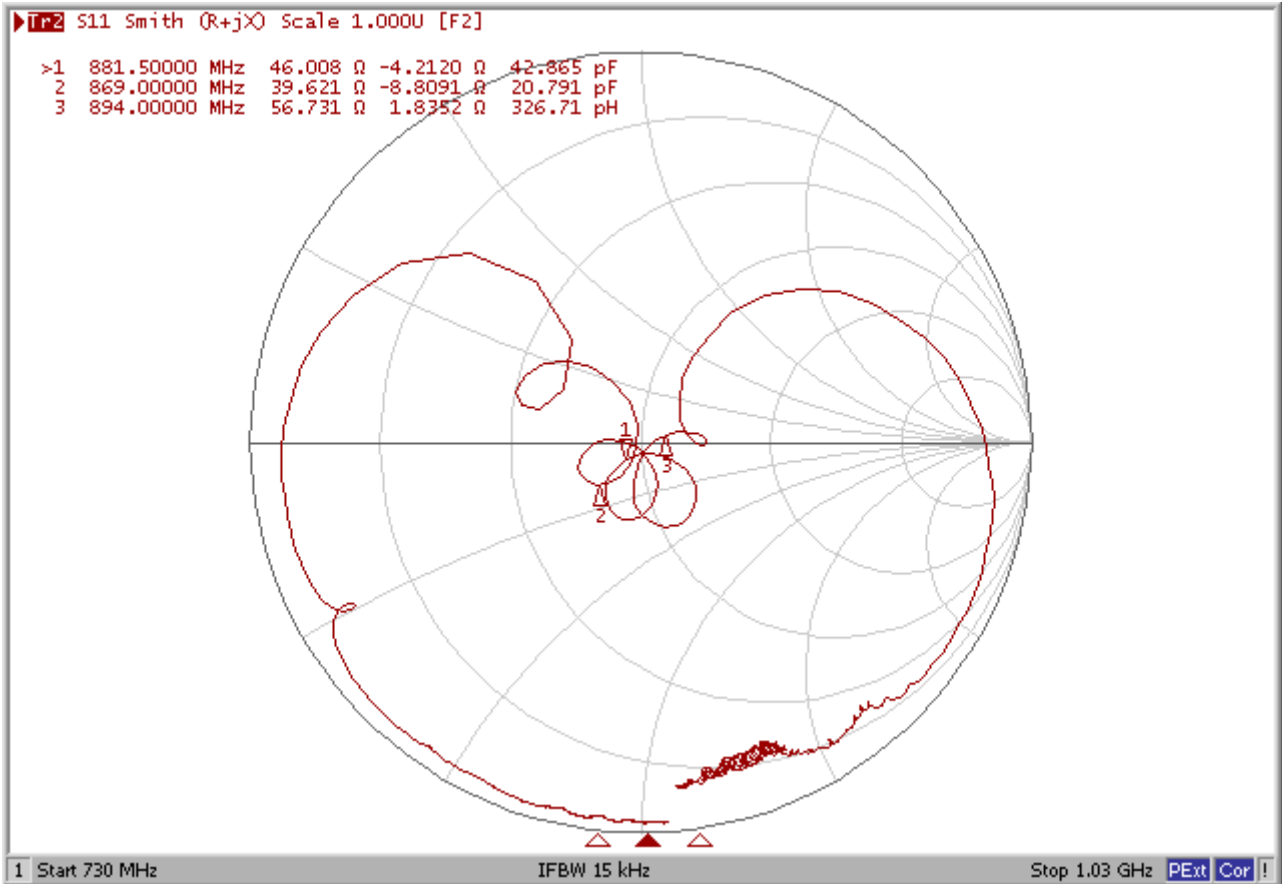 Tr2 S11 Smith (R+jX) Scale 1.000U [F2]
>1 881.50000 MHz 46.008 Ω -4.2120 Ω 42.865 pF
2 869.00000 MHz 39.621 Ω -8.8091 Ω 20.791 pF
3 894.00000 MHz 56.731 Ω 1.8352 Ω 326.71 pH
1
3
2
1 Start 730 MHz IFBW 15 kHz Stop 1.03 GHz PExt Cor !